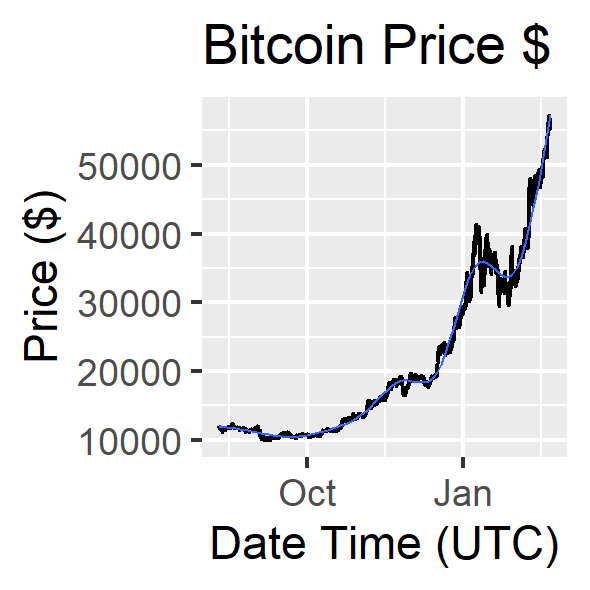 Bitcoin Price $
Price ($)
50000
40000
30000
20000
10000
Oct Jan
Date Time (UTC)